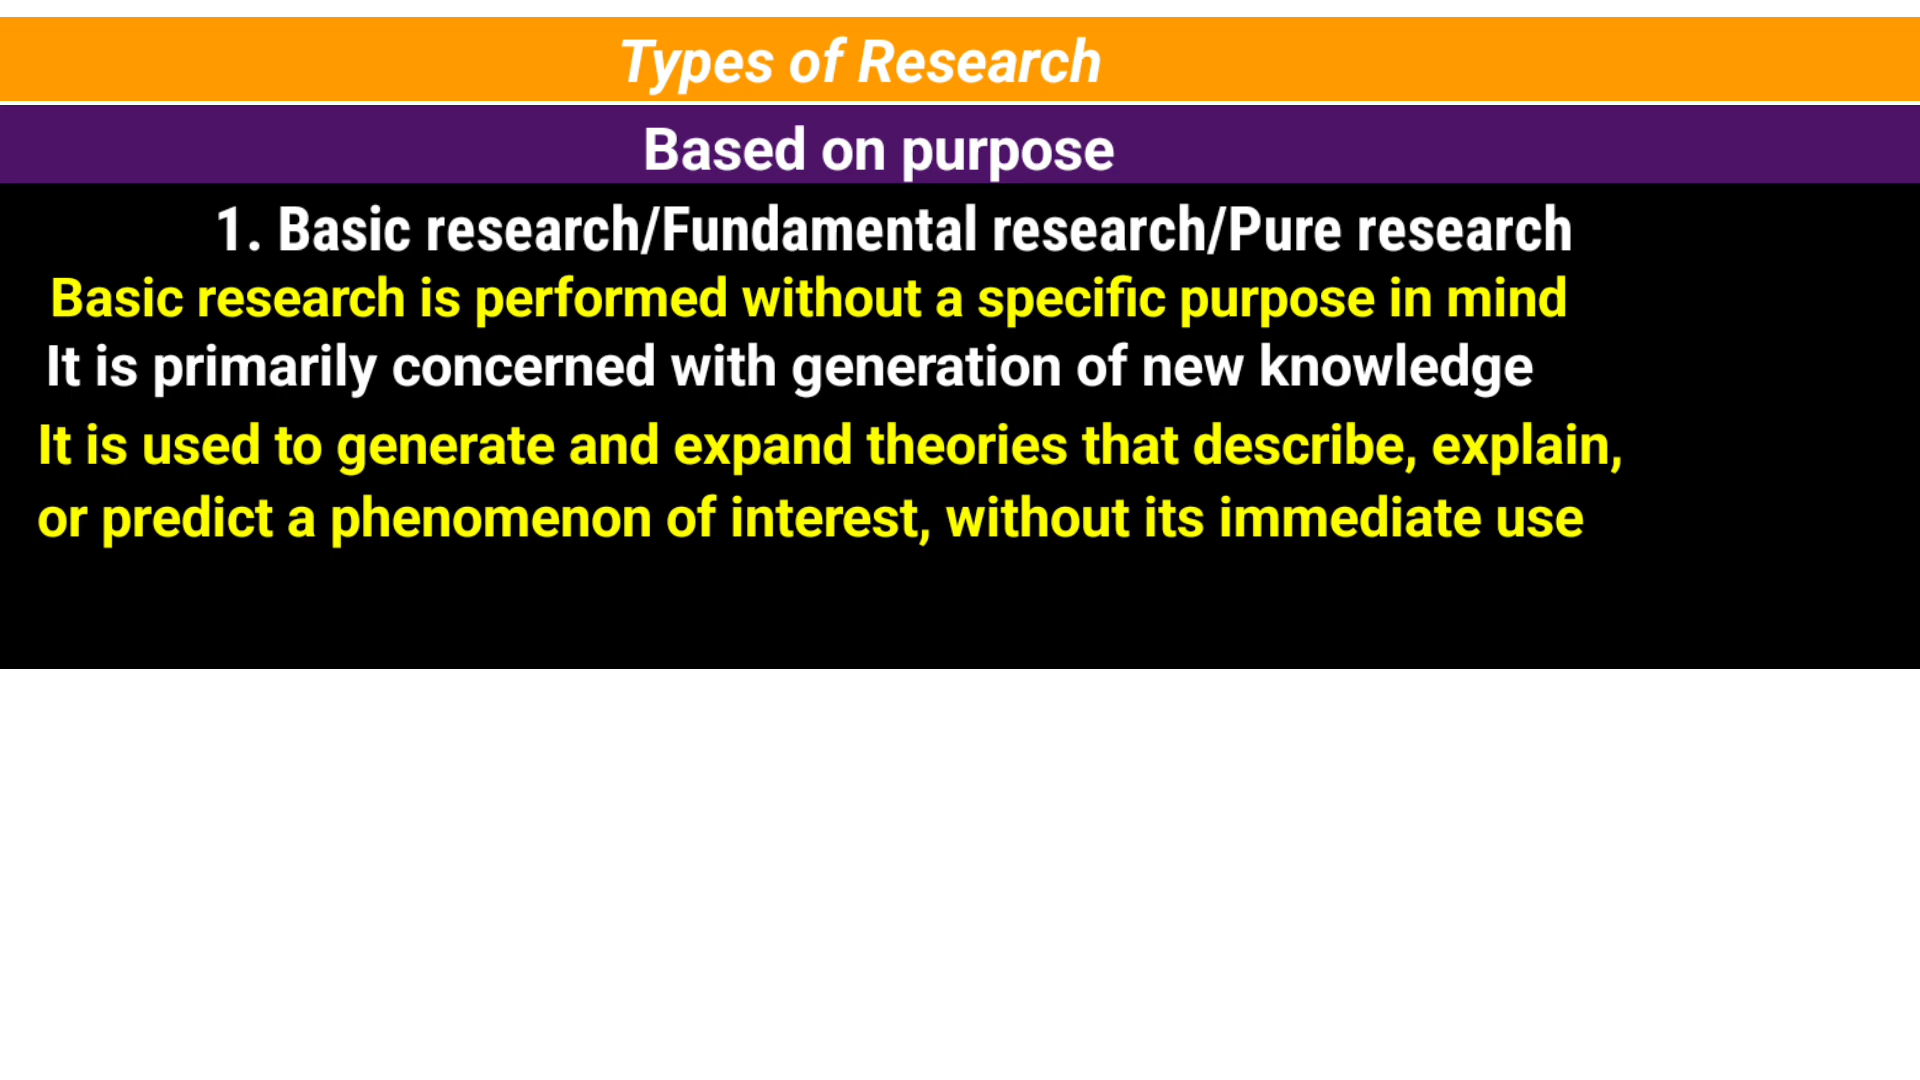 Types of Research
Based on purpose
1. Basic research/Fundamental research/Pure research
Basic research is performed without a specific purpose in mind
It is primarily concerned with generation of new knowledge
It is used to generate and expand theories that describe, explain,
or predict a phenomenon of interest, without its immediate use